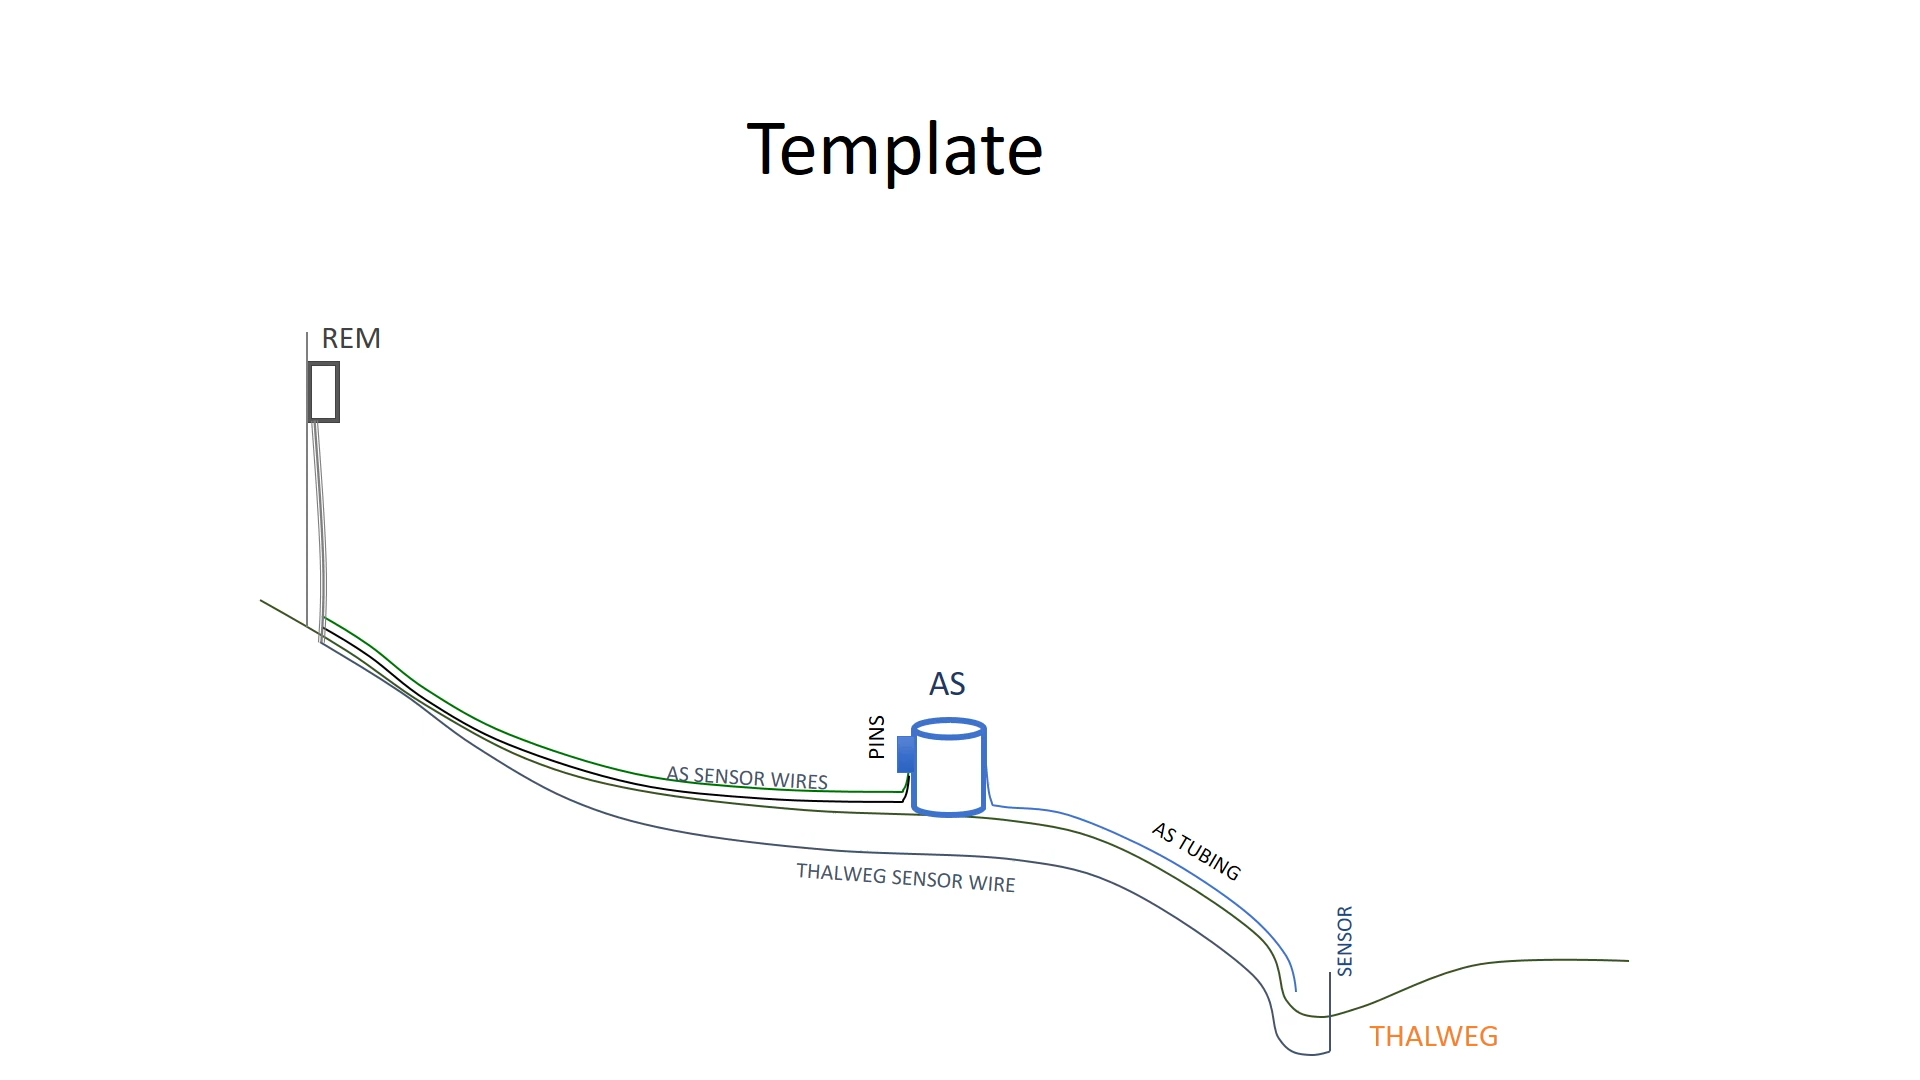 Template
REM
AS
PINS
AS SENSOR WIRES
AS TUBING
THALWEG SENSOR WIRE
SENSOR
THALWEG